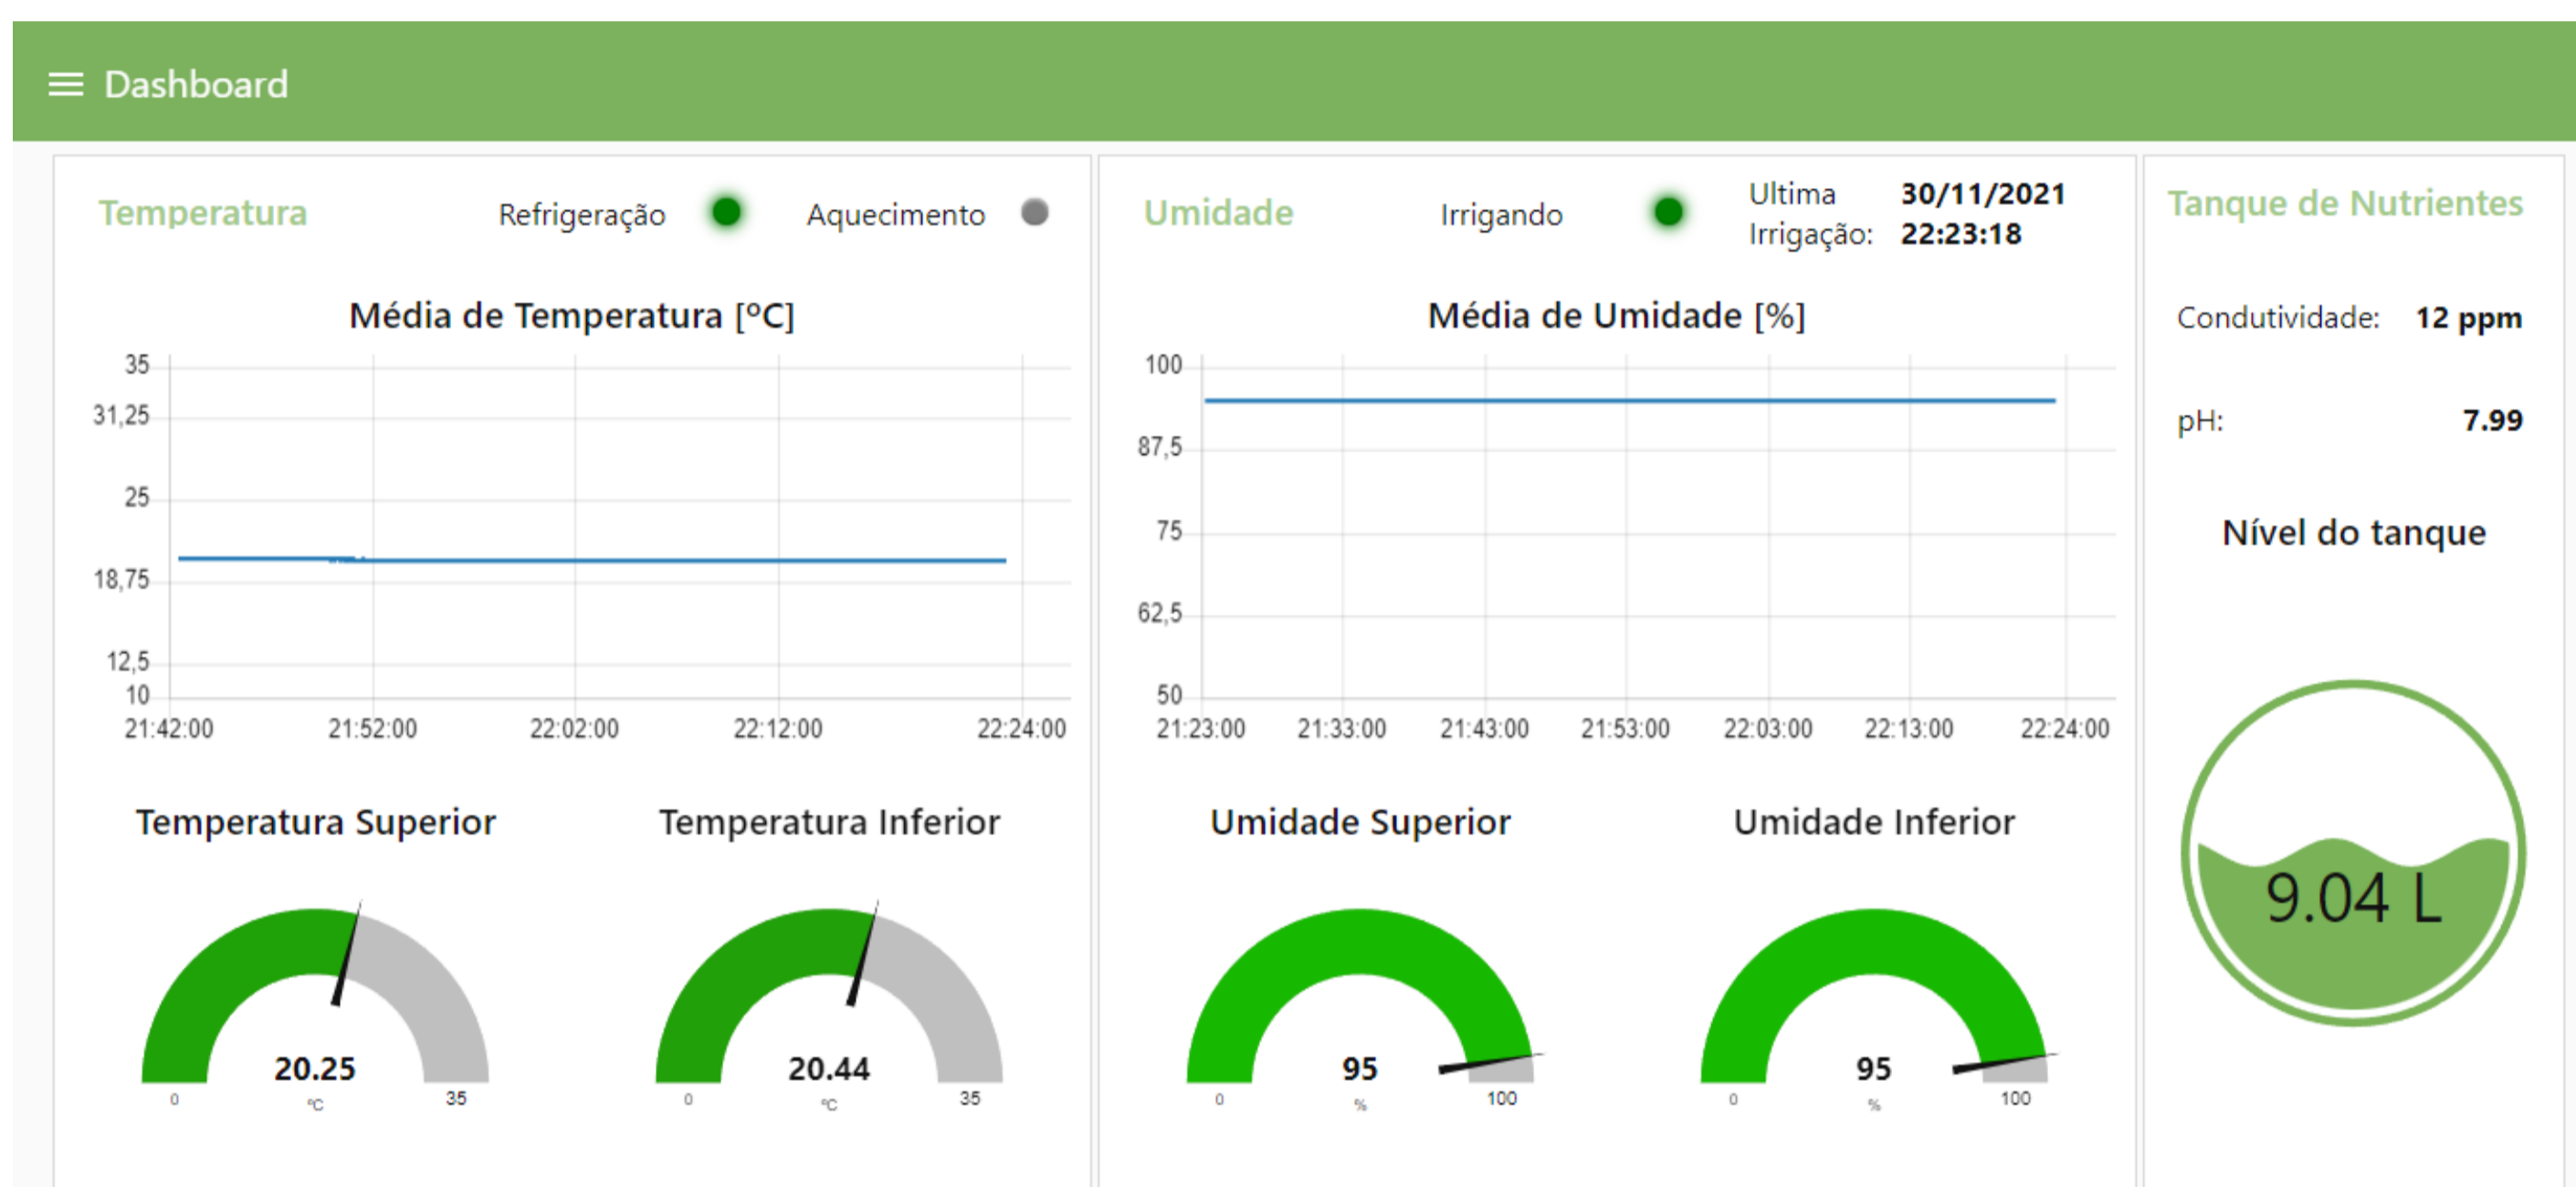 Dashboard
Temperatura
Refrigeração
Aquecimento
Média de Temperatura [ºC]
35
31,25
25
18,75
12,5
10
21:42:00 21:52:00 22:02:00 22:12:00 22:24:00
Temperatura Superior
20.25
0 ºC 35
Temperatura Inferior
20.44
0 ºC 35
Umidade
Irrigando
Ultima
Irrigação:
30/11/2021
22:23:18
Média de Umidade [%]
100
87,5
75
62,5
50
21:23:00 21:33:00 21:43:00 21:53:00 22:03:00 22:13:00 22:24:00
Umidade Superior
95
0 % 100
Umidade Inferior
95
0 % 100
Tanque de Nutrientes
Condutividade: 12 ppm
pH: 7.99
Nível do tanque
9.04 L